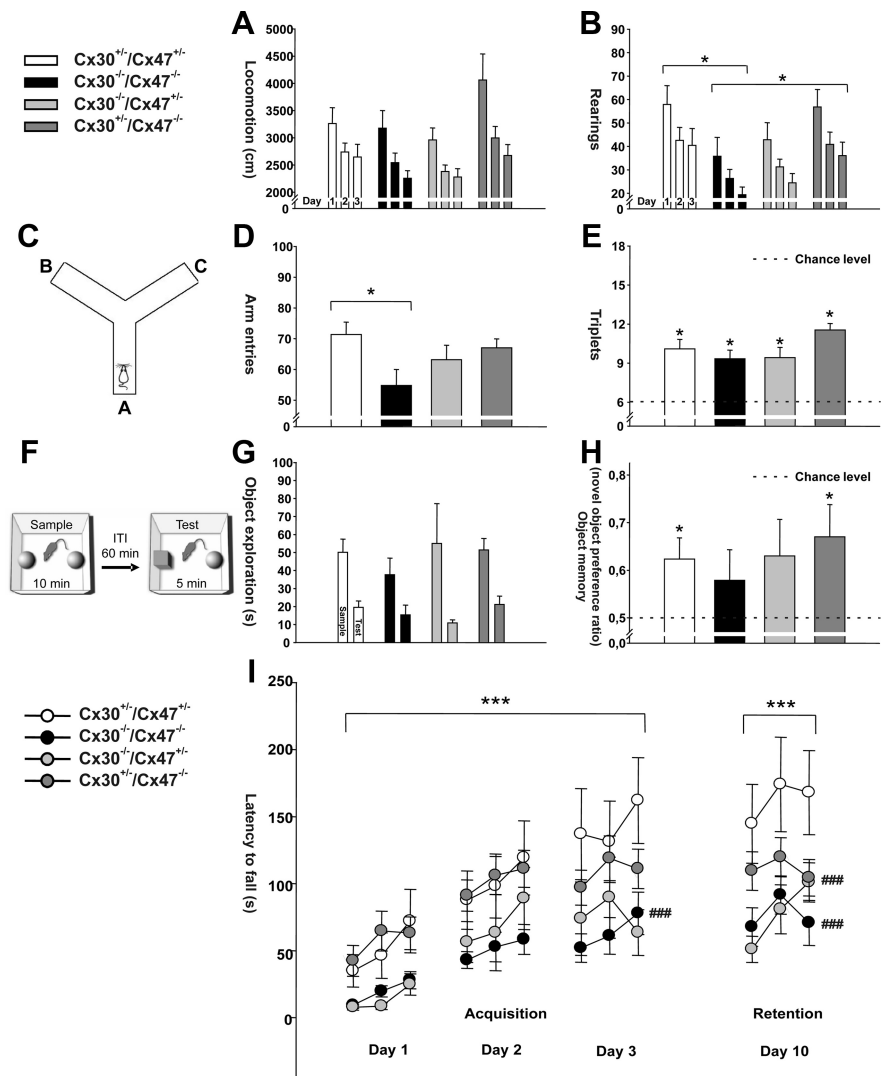 Cx30+/-/Cx47+/-
Cx30-/-/Cx47-/-
Cx30-/-/Cx47+/-
Cx30+/-/Cx47-/-
A
Locomotion (cm)
5000
4500
4000
3500
3000
2500
2000
0
Day 1 2 3
B
Rearings
90
80
70
60
50
40
30
20
0
Day 1 2 3
*
*
C
B
C
A
D
Arm entries
100
90
80
70
60
50
0
*
E
Triplets
18
15
12
9
6
0
Chance level
* * * *
F
Sample
10 min
ITI
60 min
Test
5 min
G
Object exploration (s)
100
90
80
70
60
50
40
30
20
10
0
Sample
Test
H
(novel object preference ratio)
Object memory
0,8
0,7
0,6
0,5
0,0
Chance level
* *
I
Cx30+/-/Cx47+/-
Cx30-/-/Cx47-/-
Cx30-/-/Cx47+/-
Cx30+/-/Cx47-/-
Latency to fall (s)
250
200
150
100
50
0
***
***
###
###
###
Acquisition
Retention
Day 1
Day 2
Day 3
Day 10